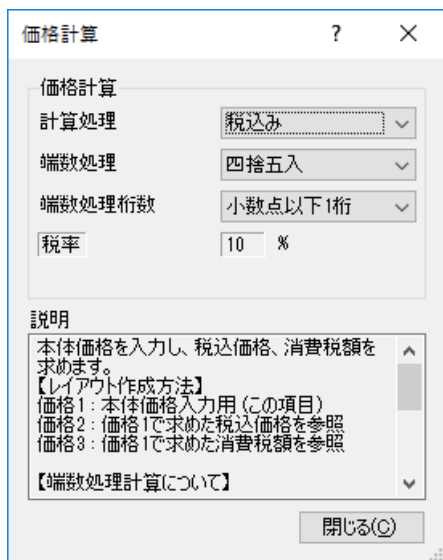 価格計算
価格計算
計算処理 税込み
端数処理 四捨五入
端数処理桁数 小数点以下1桁
税率 10 %
説明
本体価格を入力し、税込価格、消費税額を
求めます。
【レイアウト作成方法】
価格1：本体価格入力用（この項目）
価格2：価格1で求めた税込価格を参照
価格3：価格1で求めた消費税額を参照
【端数処理計算について】
閉じる(C)